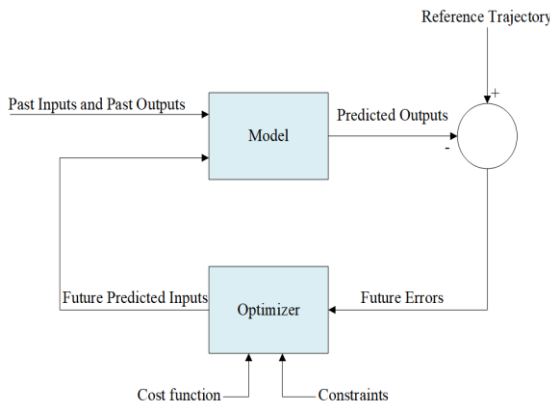 Reference Trajectory
+
Past Inputs and Past Outputs
Model
Predicted Outputs
-
Future Predicted Inputs
Optimizer
Future Errors
Cost function
Constraints